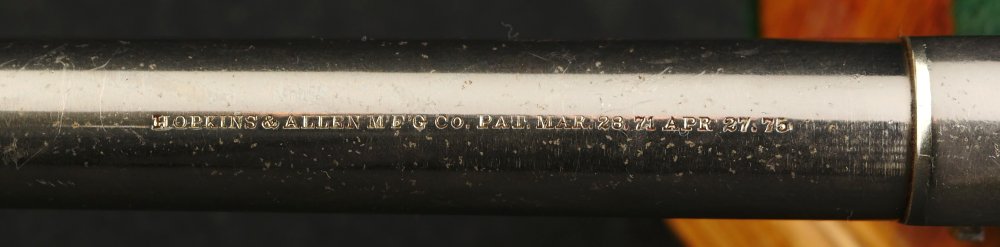 HOPKINS & ALLEN M'F'G CO. PAT. MAR. 28, 71 APR 27. 75.